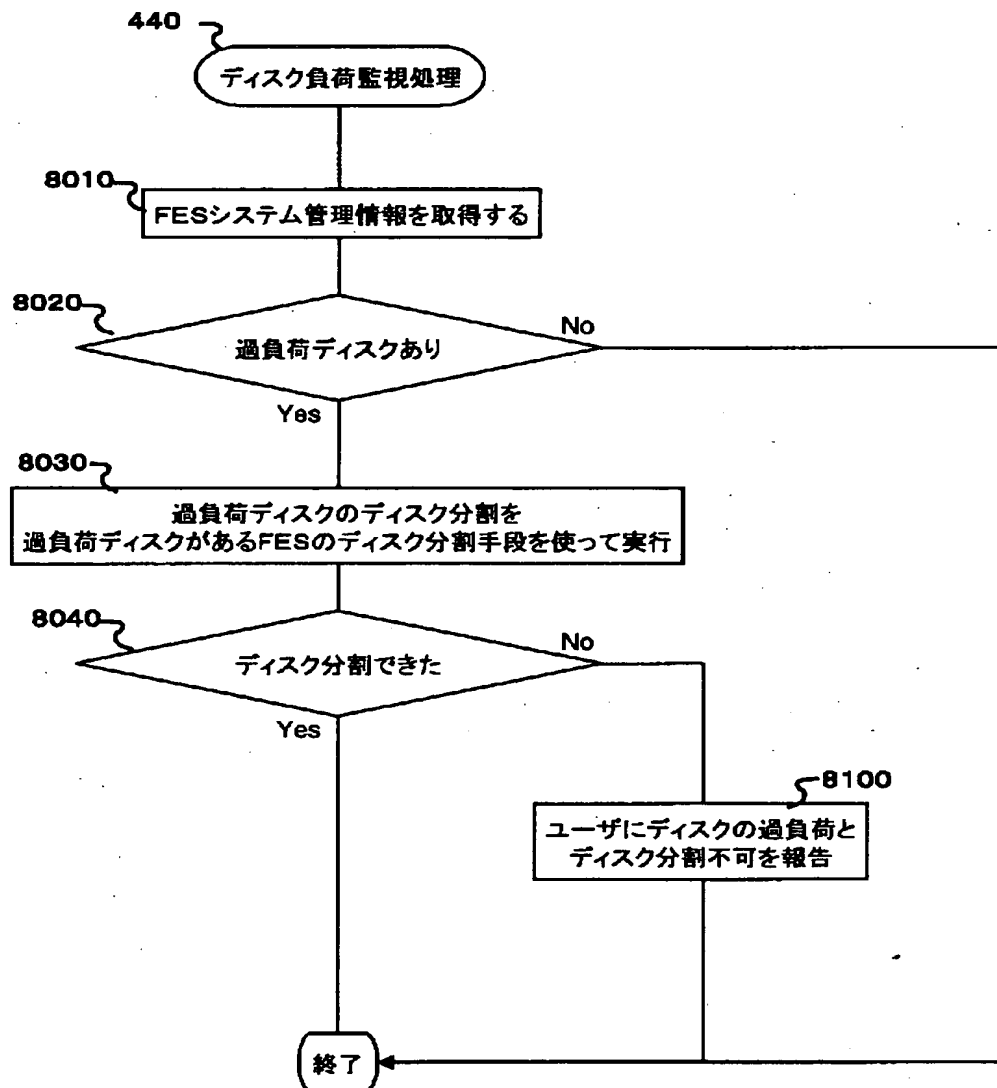 440
ディスク負荷監視処理
8010
FESシステム管理情報を取得する
8020
過負荷ディスクあり
No
Yes
8030
過負荷ディスクのディスク分割を
過負荷ディスクがあるFESのディスク分割手段を使って実行
8040
ディスク分割できた
No
Yes
8100
ユーザにディスクの過負荷と
ディスク分割不可を報告
終了